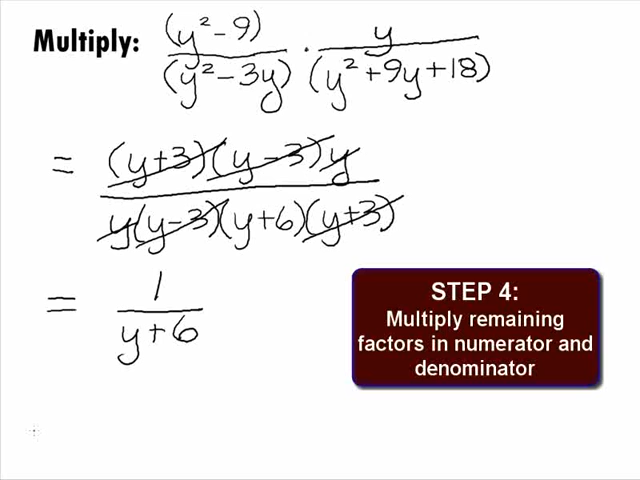 Multiply: (y² - 9) / (y² - 3y) · y / (y² + 9y + 18)
= (y+3)(y-3)y / y(y-3)(y+6)(y+3)
= 1 / y+6
STEP 4:
Multiply remaining
factors in numerator and
denominator